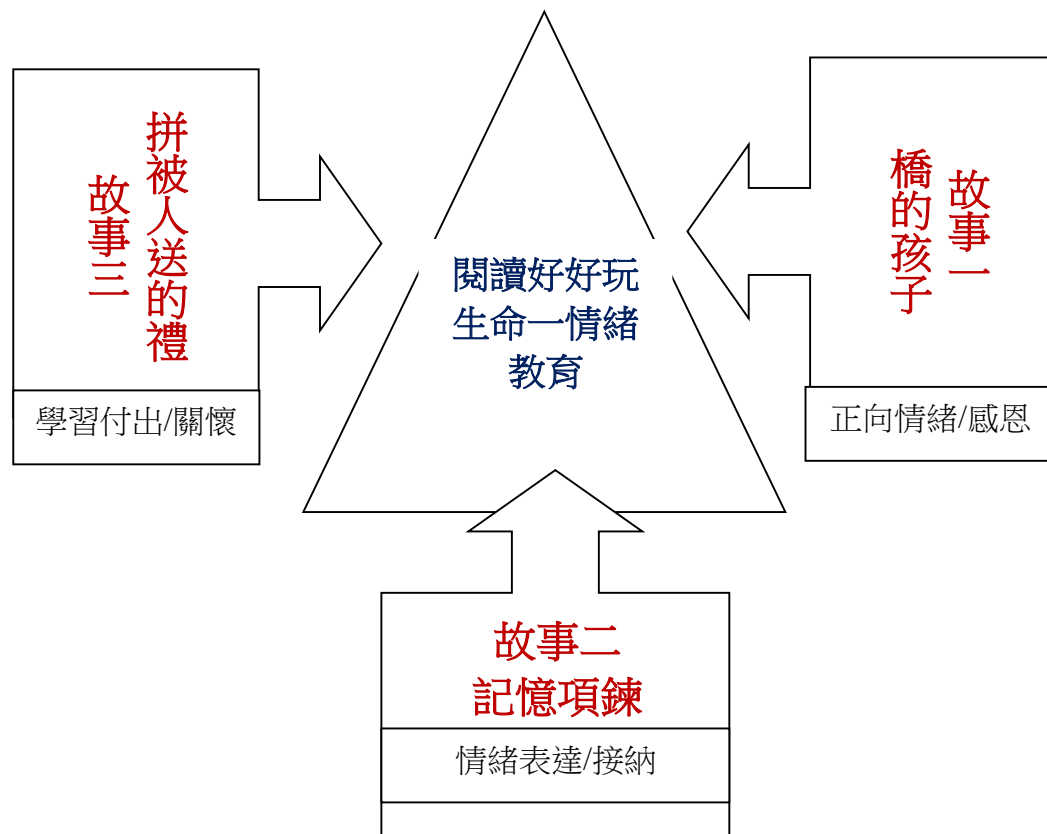 拼被人送的禮
故事三
學習付出/關懷
閱讀好好玩
生命一情緒
教育
故事一
橋的孩子
正向情緒/感恩
故事二
記憶項鍊
情緒表達/接納